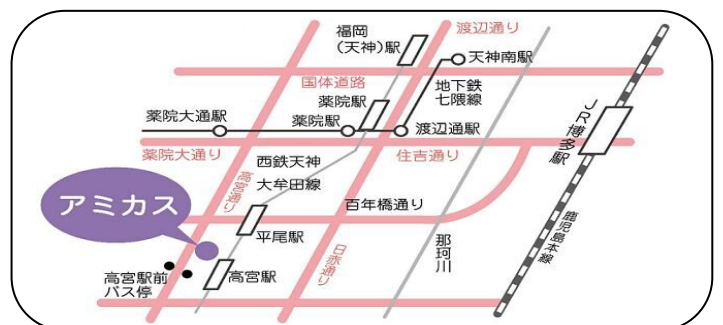 福岡
(天神)駅
渡辺通り
天神南駅
国体道路
地下鉄
七隈線
薬院駅
薬院大通駅
薬院駅
渡辺通駅
JR博多駅
薬院大通り
西鉄天神
大牟田線
住吉通り
高宮通り
アミカス
百年橋通り
平尾駅
日赤通り
那珂川
鹿児島本線
高宮駅前
バス停
高宮駅